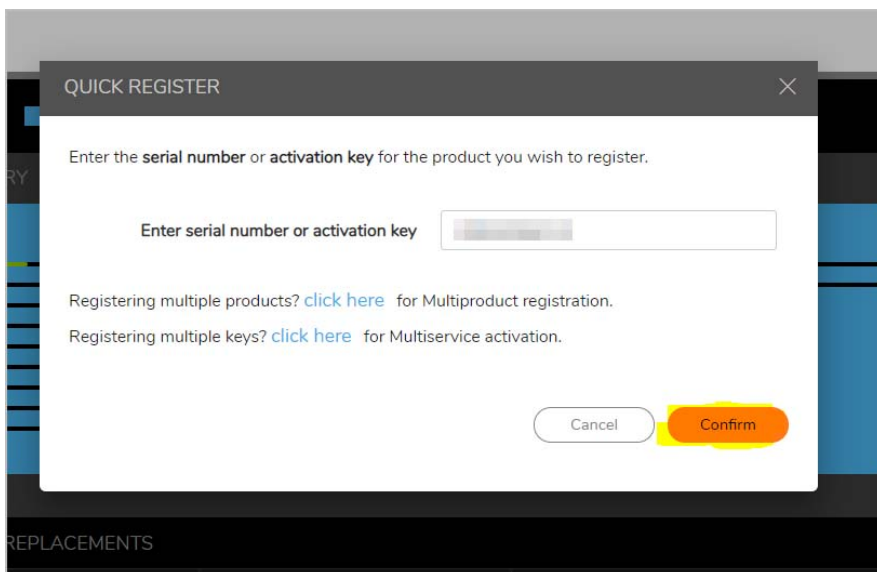 QUICK REGISTER
Enter the serial number or activation key for the product you wish to register.
RY
Enter serial number or activation key
Registering multiple products? click here for Multiproduct registration.
Registering multiple keys? click here for Multiservice activation.
Cancel
Confirm
REPLACEMENTS